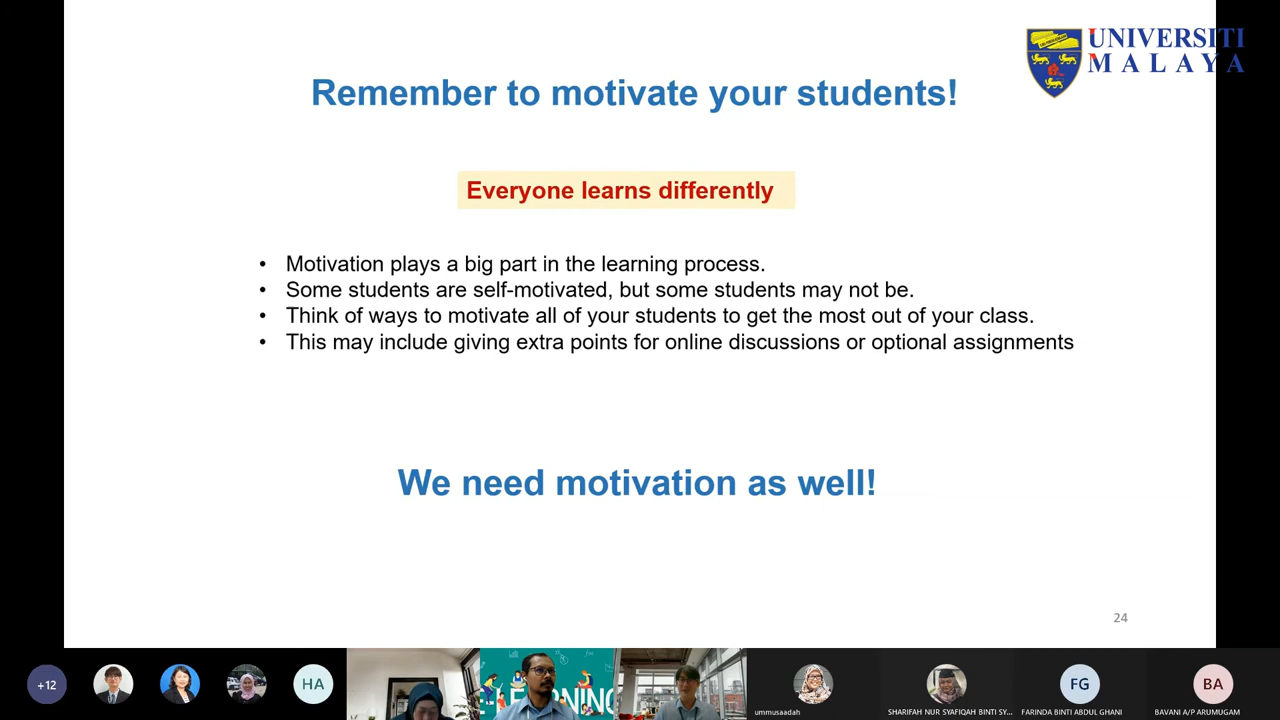 UNIVERSITI
MALAYA
Remember to motivate your students!
Everyone learns differently
• Motivation plays a big part in the learning process.
• Some students are self-motivated, but some students may not be.
• Think of ways to motivate all of your students to get the most out of your class.
• This may include giving extra points for online discussions or optional assignments
We need motivation as well!
24
+12
HA
FG
BA
ummusaadah
SHARIFAH NUR SYAFIQAH BINTI SY...
FARINDA BINTI ABDUL GHANI
BAVANI A/P ARUMUGAM